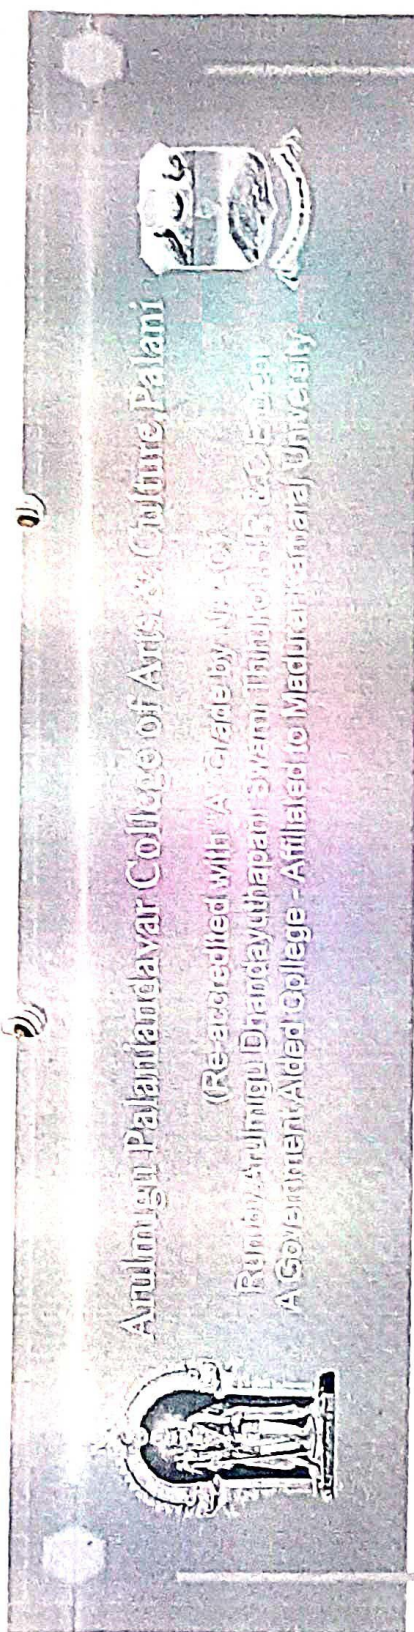 Arulmigu Palaniandavar College of Arts & Culture, Palani
(Re-accredited with 'A' Grade by
Run by Arulmigu Dhandayuthapani Swami
A Government Aided College - Affiliated to Madurai Kamaraj University